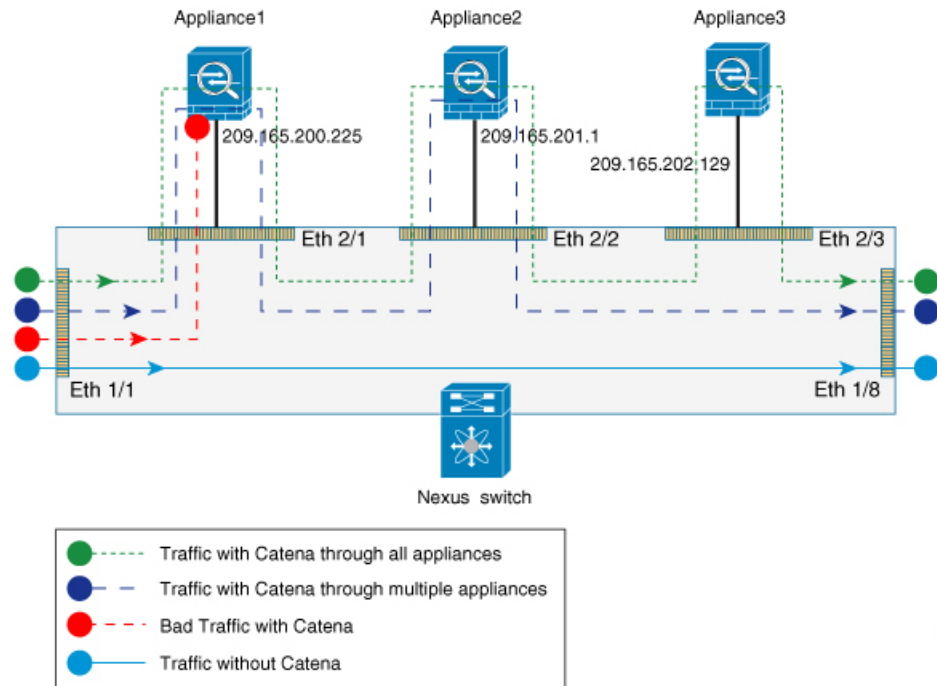 Appliance1
Appliance2
Appliance3
209.165.200.225
209.165.201.1
209.165.202.129
Eth 2/1
Eth 2/2
Eth 2/3
Eth 1/1
Eth 1/8
Nexus switch
Traffic with Catena through all appliances
Traffic with Catena through multiple appliances
Bad Traffic with Catena
Traffic without Catena